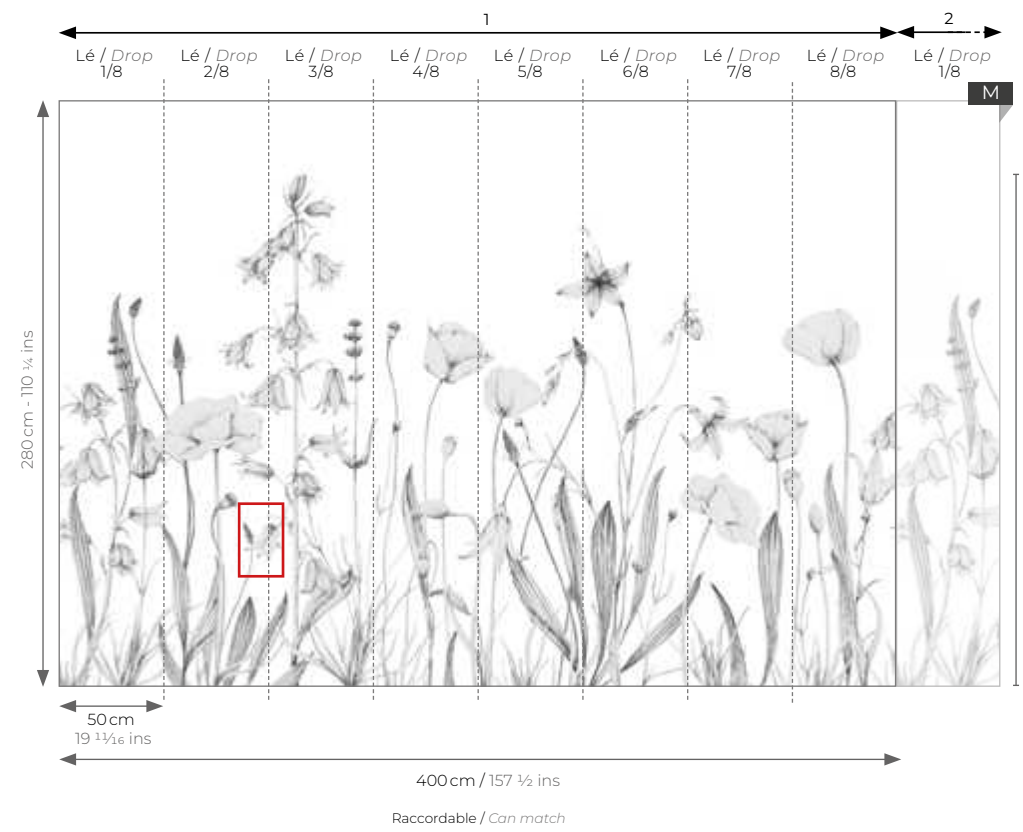 1
2
Lé / Drop
1/8
Lé / Drop
2/8
Lé / Drop
3/8
Lé / Drop
4/8
Lé / Drop
5/8
Lé / Drop
6/8
Lé / Drop
7/8
Lé / Drop
8/8
Lé / Drop
1/8
M
280 cm - 110 ¼ ins
50 cm
19 ¹¹⁄₁₆ ins
400 cm / 157 ½ ins
Raccordable / Can match